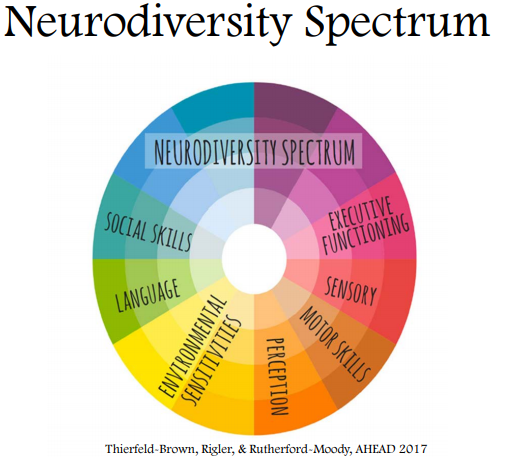 Neurodiversity Spectrum
NEURODIVERSITY SPECTRUM
EXECUTIVE
FUNCTIONING
SOCIAL SKILLS
SENSORY
LANGUAGE
MOTOR SKILLS
ENVIRONMENTAL
SENSITIVITIES
PERCEPTION
Thierfeld-Brown, Rigler, & Rutherford-Moody, AHEAD 2017